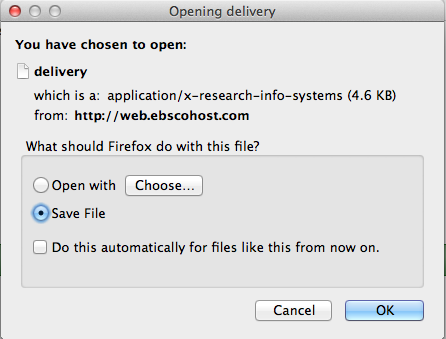 Opening delivery
You have chosen to open:
delivery
which is a: application/x-research-info-systems (4.6 KB)
from: http://web.ebscohost.com
What should Firefox do with this file?
Open with Choose...
Save File
Do this automatically for files like this from now on.
Cancel OK